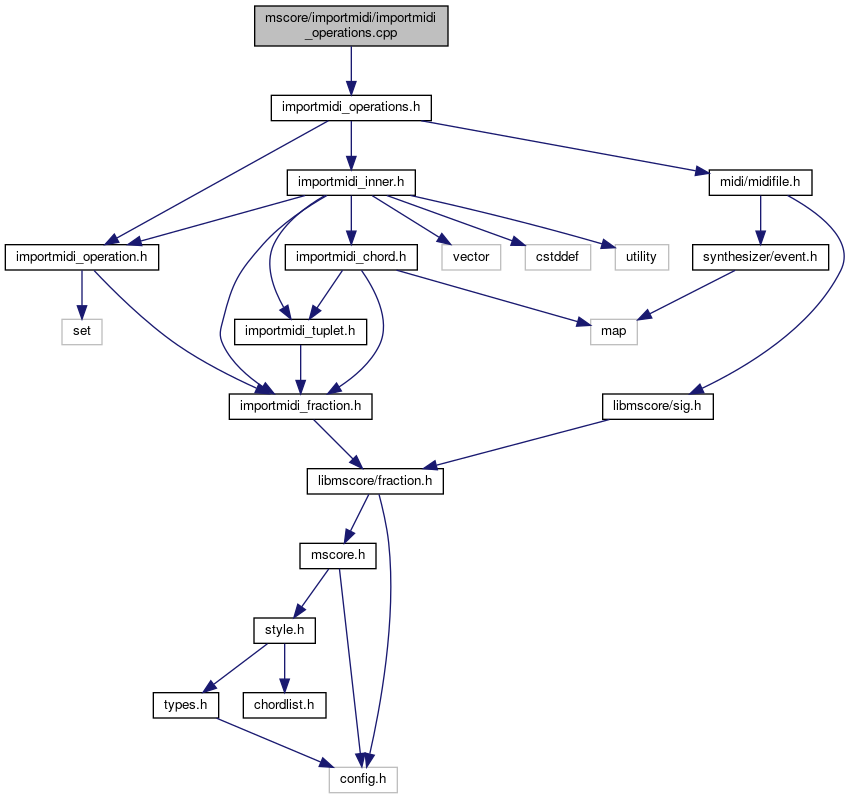 mscore/importmidi/importmidi
_operations.cpp
importmidi_operations.h
importmidi_inner.h
midi/midifile.h
importmidi_operation.h
importmidi_chord.h
vector
cstddef
utility
synthesizer/event.h
set
importmidi_tuplet.h
map
importmidi_fraction.h
libmscore/sig.h
libmscore/fraction.h
mscore.h
style.h
types.h
chordlist.h
config.h